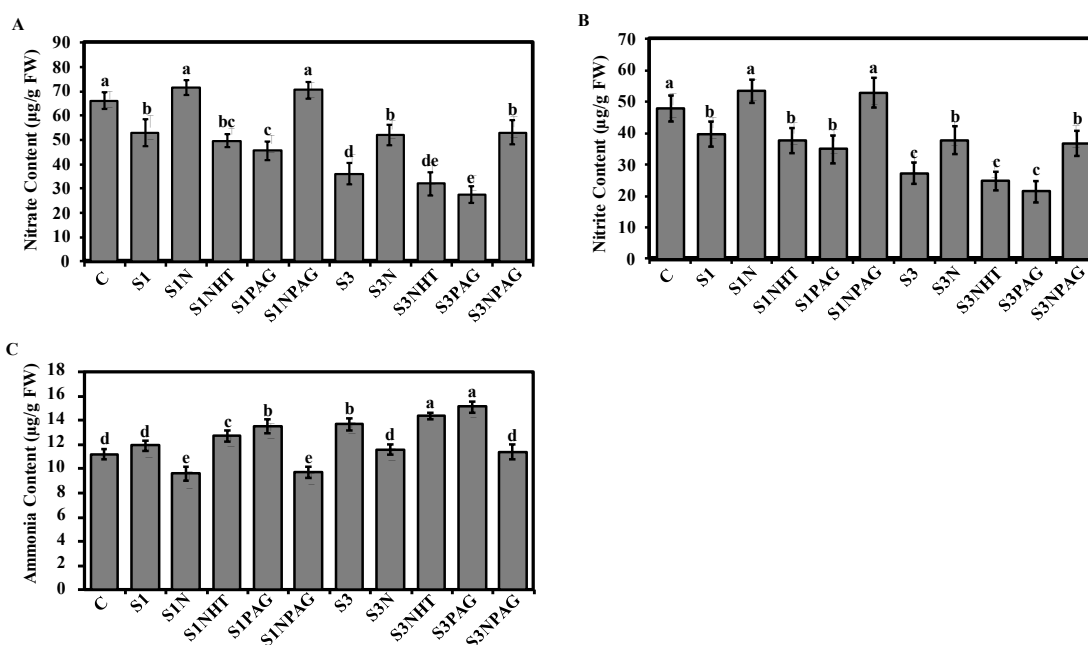 A
Nitrate Content (μg/g FW)
90
80
70
60
50
40
30
20
10
0
a
b
a
bc
c
a
d
b
de
e
b
C
S1
S1N
S1NHT
S1PAG
S1NPAG
S3
S3N
S3NHT
S3PAG
S3NPAG
B
Nitrite Content (μg/g FW)
70
60
50
40
30
20
10
0
a
b
a
b
b
a
c
b
c
c
b
C
S1
S1N
S1NHT
S1PAG
S1NPAG
S3
S3N
S3NHT
S3PAG
S3NPAG
C
Ammonia Content (μg/g FW)
18
16
14
12
10
8
6
4
2
0
d
d
e
c
b
e
b
d
a
a
d
C
S1
S1N
S1NHT
S1PAG
S1NPAG
S3
S3N
S3NHT
S3PAG
S3NPAG